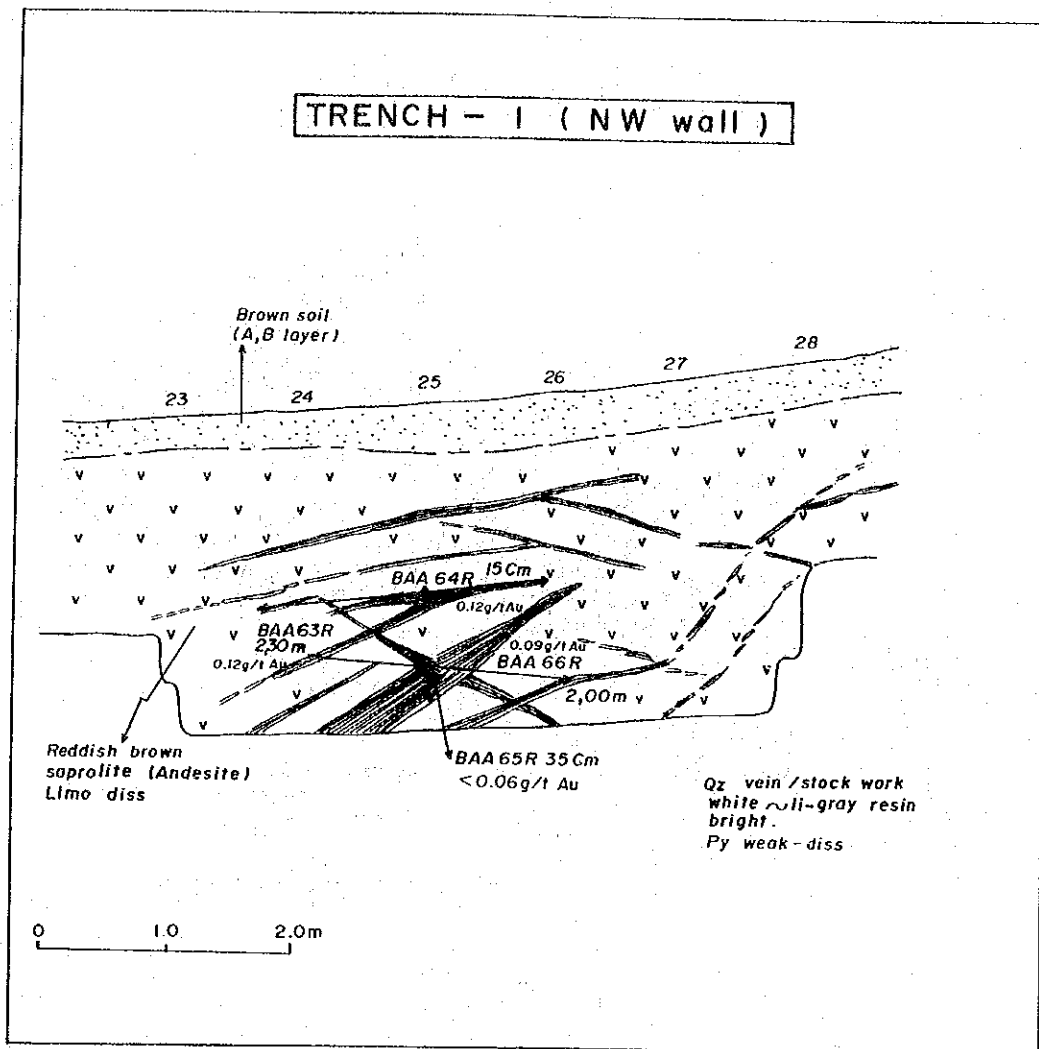 TRENCH - 1 ( NW wall )
Brown soil
(A,B layer)
23 24 25 26 27 28
v v v v v v v v v v v v v v v v v v v v v v v v v v v v v v v v v v v v v v v v v v v v v v v v v v
BAA 64R 15Cm
0.12g/t Au
BAA63R
2,30m
0.12g/t Au
0.09g/t Au
BAA 66R
2,00m
BAA 65R 35Cm
<0.06g/t Au
Reddish brown
saprolite (Andesite)
Limo diss
Qz vein / stock work
white ~ li-gray resin
bright.
Py weak-diss
0 1.0 2.0m